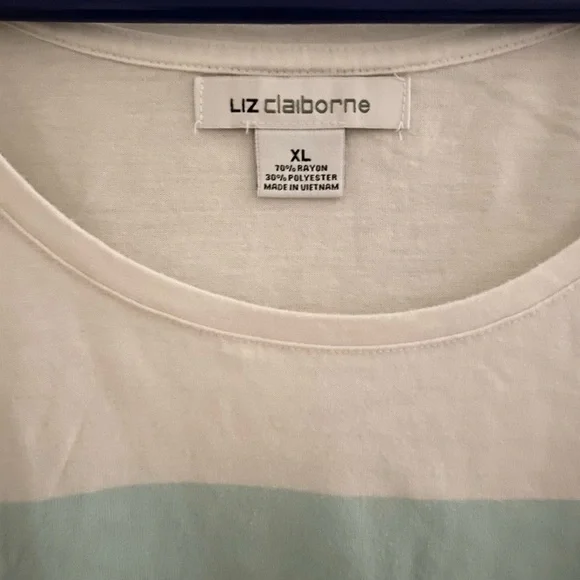 LIZ claiborne
XL
70% RAYON
30% POLYESTER
MADE IN VIETNAM